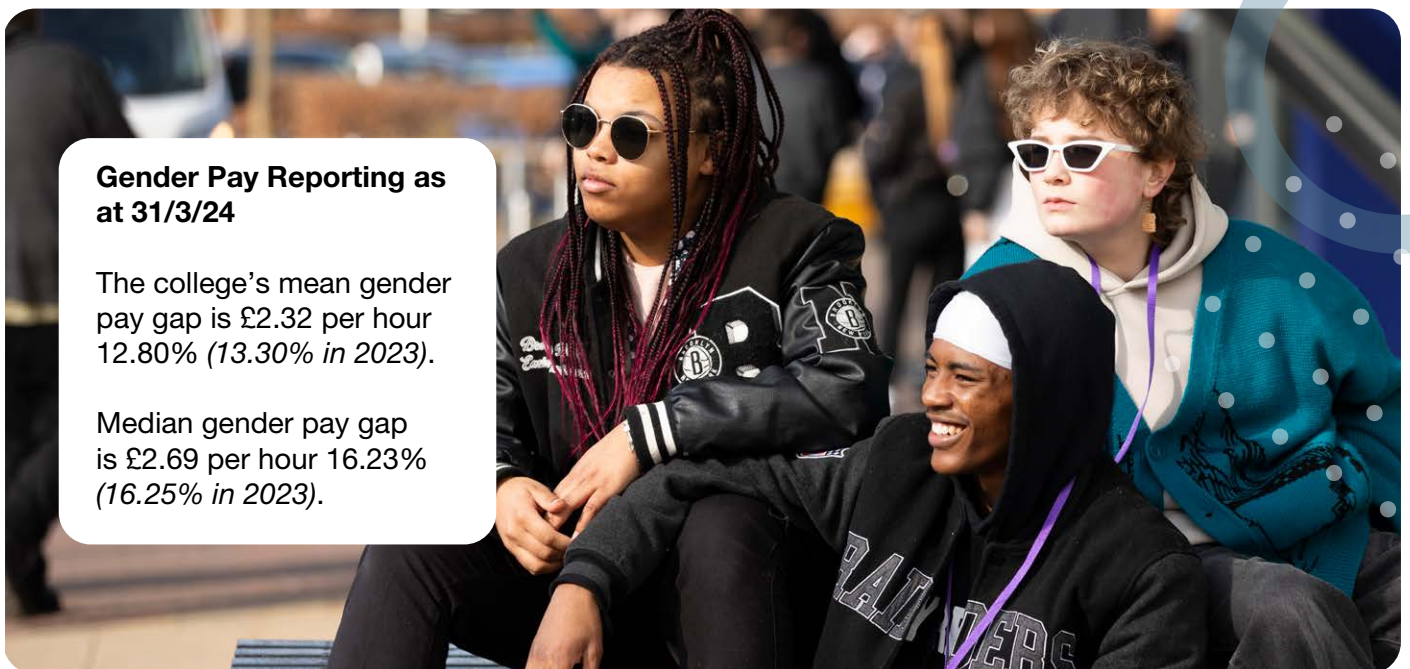 Gender Pay Reporting as
at 31/3/24
The college’s mean gender
pay gap is £2.32 per hour
12.80% (13.30% in 2023).
Median gender pay gap
is £2.69 per hour 16.23%
(16.25% in 2023).
BROOKLYN
B
B
RAIDERS